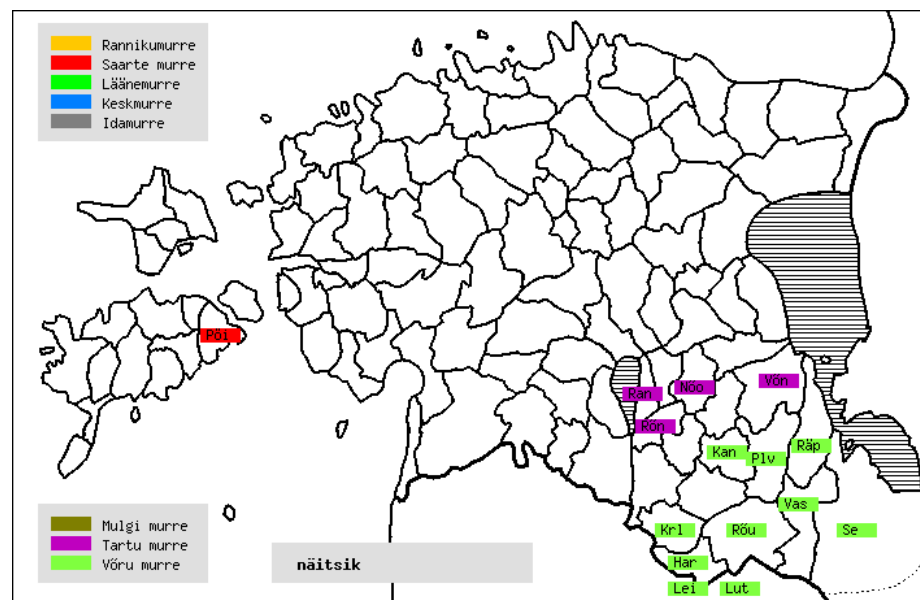 Rannikumurre
Saarte murre
Läänemurre
Keskmurre
Idamurre
Pöi
Ran
Nõo
Võn
Rõn
Kan
Plv
Räp
Vas
Krl
Rõu
Se
Har
Lei
Lut
Mulgi murre
Tartu murre
Võru murre
näitsik